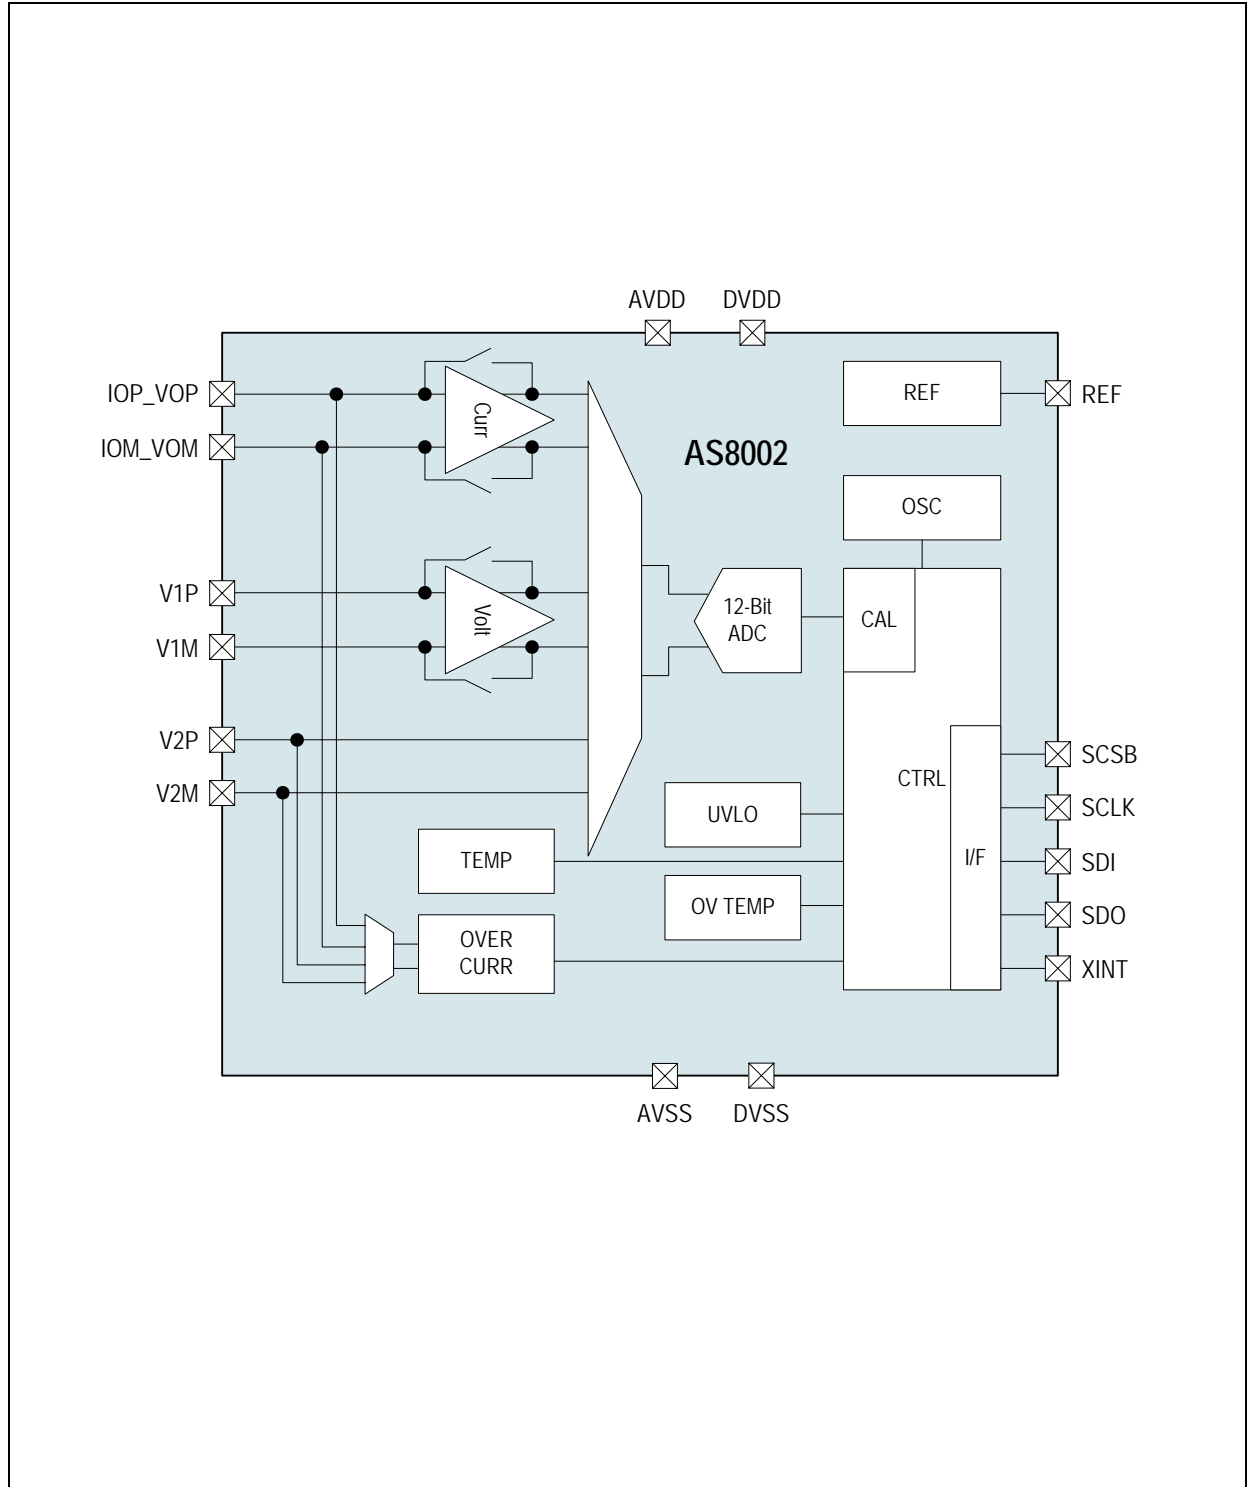 AVDD DVDD
IOP_VOP
IOM_VOM
Curr
REF
REF
AS8002
OSC
V1P
V1M
Volt
12-Bit
ADC
CAL
V2P
V2M
CTRL
SCSB
SCLK
UVLO
TEMP
I/F
SDI
OV TEMP
SDO
OVER
CURR
XINT
AVSS DVSS